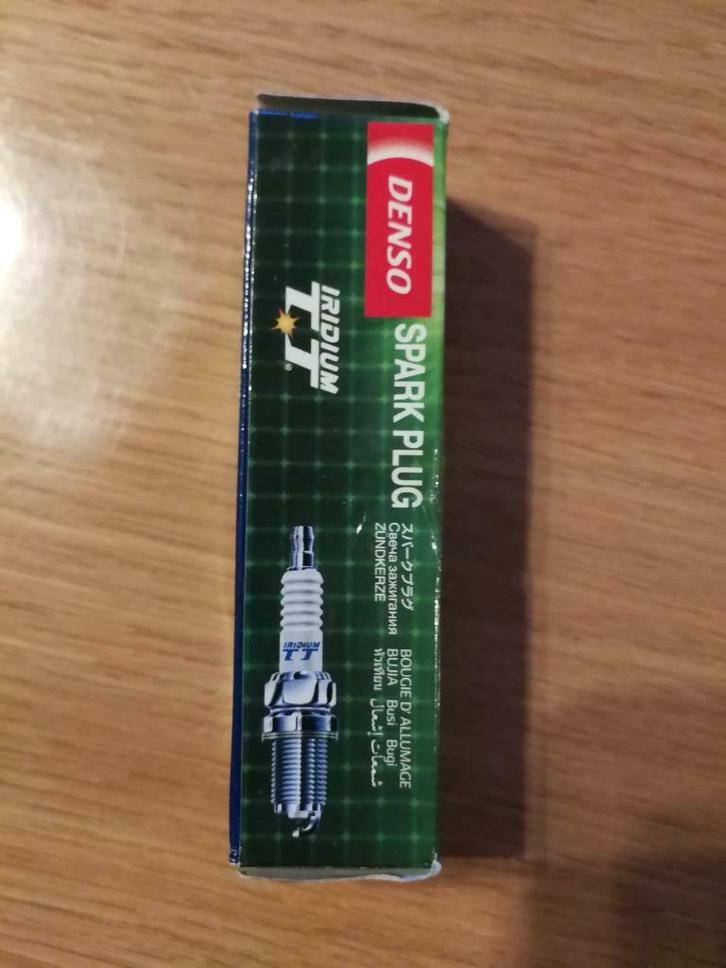 DENSO
SPARK PLUG
IRIDIUM
TT®
スパークプラグ
Свеча зажигания
ZÜNDKERZE
BOUGIE D'ALLUMAGE
BUJIA Busi Bugi
หัวเทียน شمعات إشعال
IRIDIUM
TT